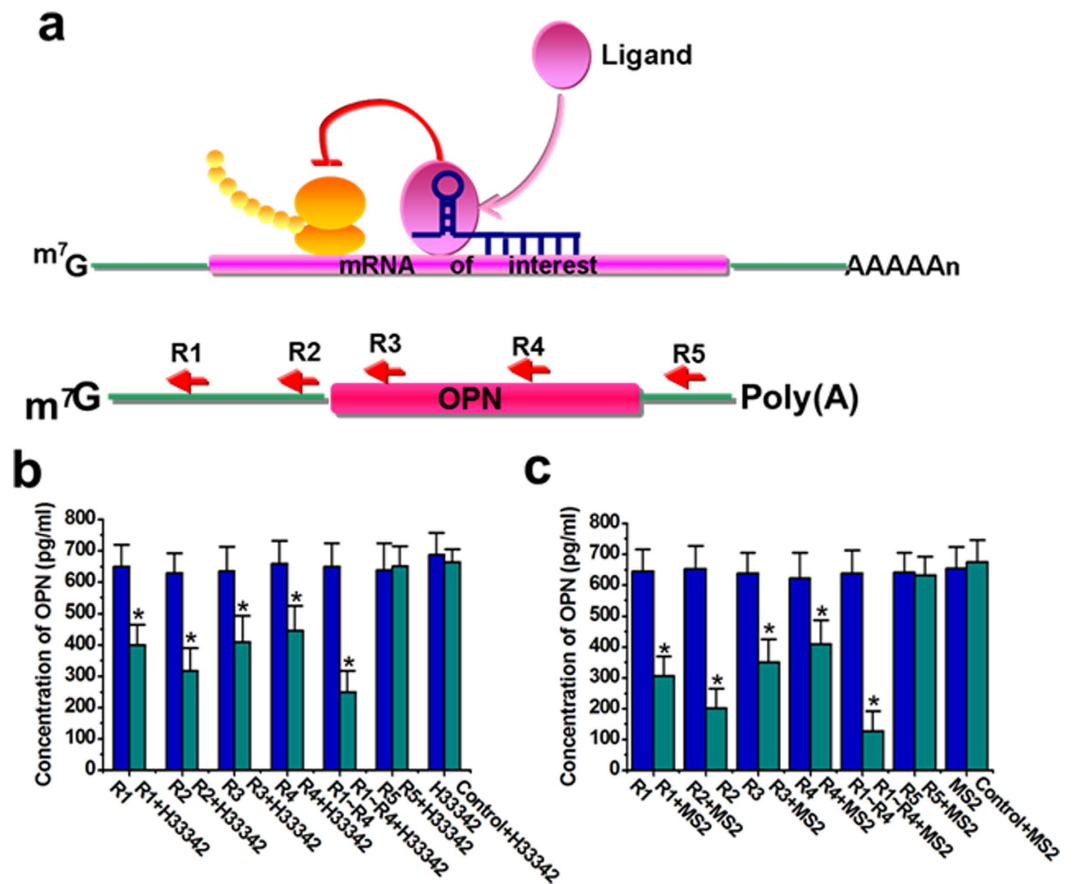 a
Ligand
m⁷G
mRNA of interest
AAAAAn
R1
R2
R3
R4
R5
m⁷G
OPN
Poly(A)
b
Concentration of OPN (pg/ml)
800
700
600
500
400
300
200
100
0
*
*
*
*
*
R1
R1+H33342
R2
R2+H33342
R3
R3+H33342
R4
R4+H33342
R1~R4
R1~R4+H33342
R5
R5+H33342
H33342
Control+H33342
c
Concentration of OPN (pg/ml)
800
700
600
500
400
300
200
100
0
*
*
*
*
*
R1
R1+MS2
R2+MS2
R2
R3
R3+MS2
R4
R4+MS2
R1~R4
R1~R4+MS2
R5
R5+MS2
MS2
Control+MS2